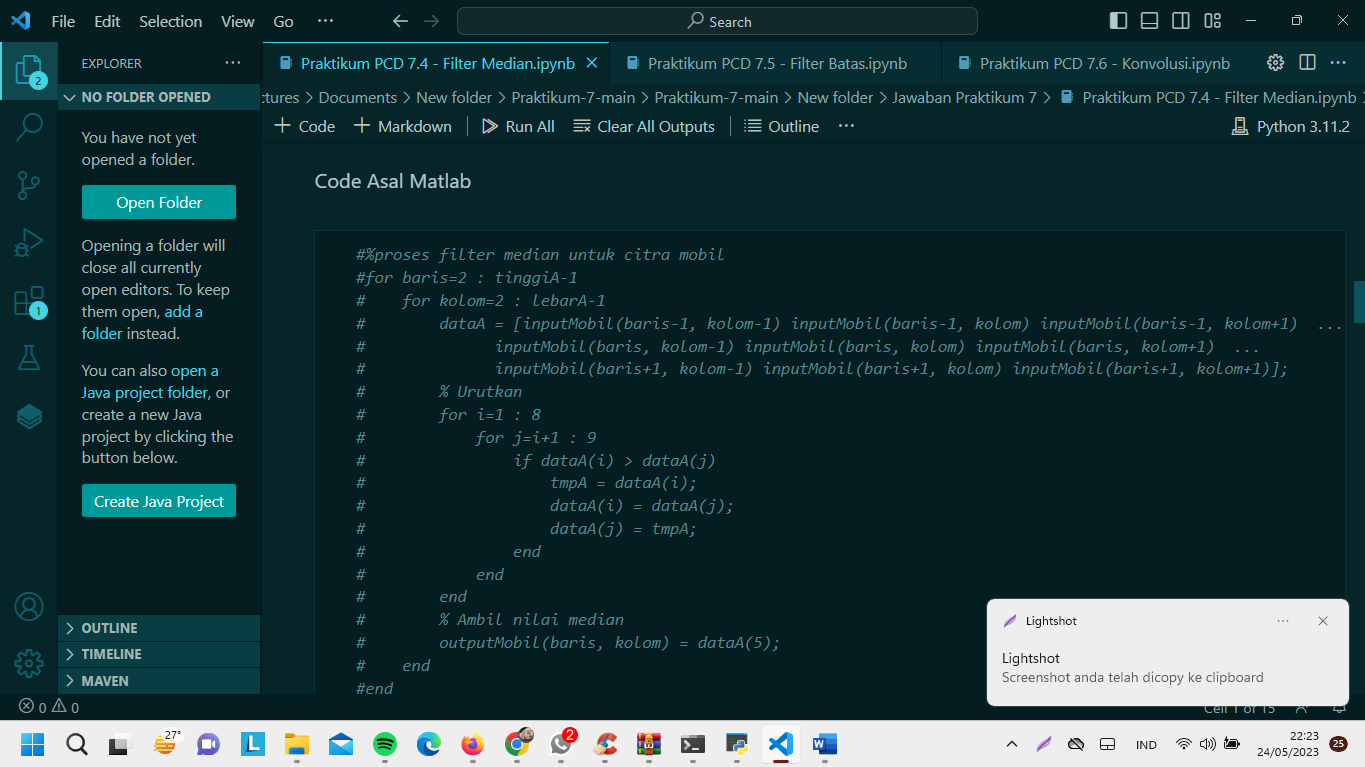 File Edit Selection View Go ··· Search
EXPLORER ···
2
NO FOLDER OPENED
You have not yet
opened a folder.
Open Folder
Opening a folder will
close all currently
open editors. To keep
them open, add a
folder instead.
You can also open a
Java project folder, or
create a new Java
project by clicking the
button below.
Create Java Project
1
OUTLINE
TIMELINE
MAVEN
Praktikum PCD 7.4 - Filter Median.ipynb Praktikum PCD 7.5 - Filter Batas.ipynb Praktikum PCD 7.6 - Konvolusi.ipynb ···
ctures > Documents > New folder > Praktikum-7-main > Praktikum-7-main > New folder > Jawaban Praktikum 7 > Praktikum PCD 7.4 - Filter Median.ipynb >
+ Code + Markdown Run All Clear All Outputs Outline ··· Python 3.11.2
Code Asal Matlab
#%proses filter median untuk citra mobil
#for baris=2 : tinggiA-1
#    for kolom=2 : lebarA-1
#        dataA = [inputMobil(baris-1, kolom-1) inputMobil(baris-1, kolom) inputMobil(baris-1, kolom+1)  ...
#              inputMobil(baris, kolom-1) inputMobil(baris, kolom) inputMobil(baris, kolom+1)  ...
#              inputMobil(baris+1, kolom-1) inputMobil(baris+1, kolom) inputMobil(baris+1, kolom+1)];
#        % Urutkan
#        for i=1 : 8
#            for j=i+1 : 9
#                if dataA(i) > dataA(j)
#                    tmpA = dataA(i);
#                    dataA(i) = dataA(j);
#                    dataA(j) = tmpA;
#                end
#            end
#        end
#        % Ambil nilai median
#        outputMobil(baris, kolom) = dataA(5);
#    end
#end
Lightshot ···
Lightshot
Screenshot anda telah dicopy ke clipboard
0 0 Cell 1 of 15
27° L 2 W IND 22:23
24/05/2023 25